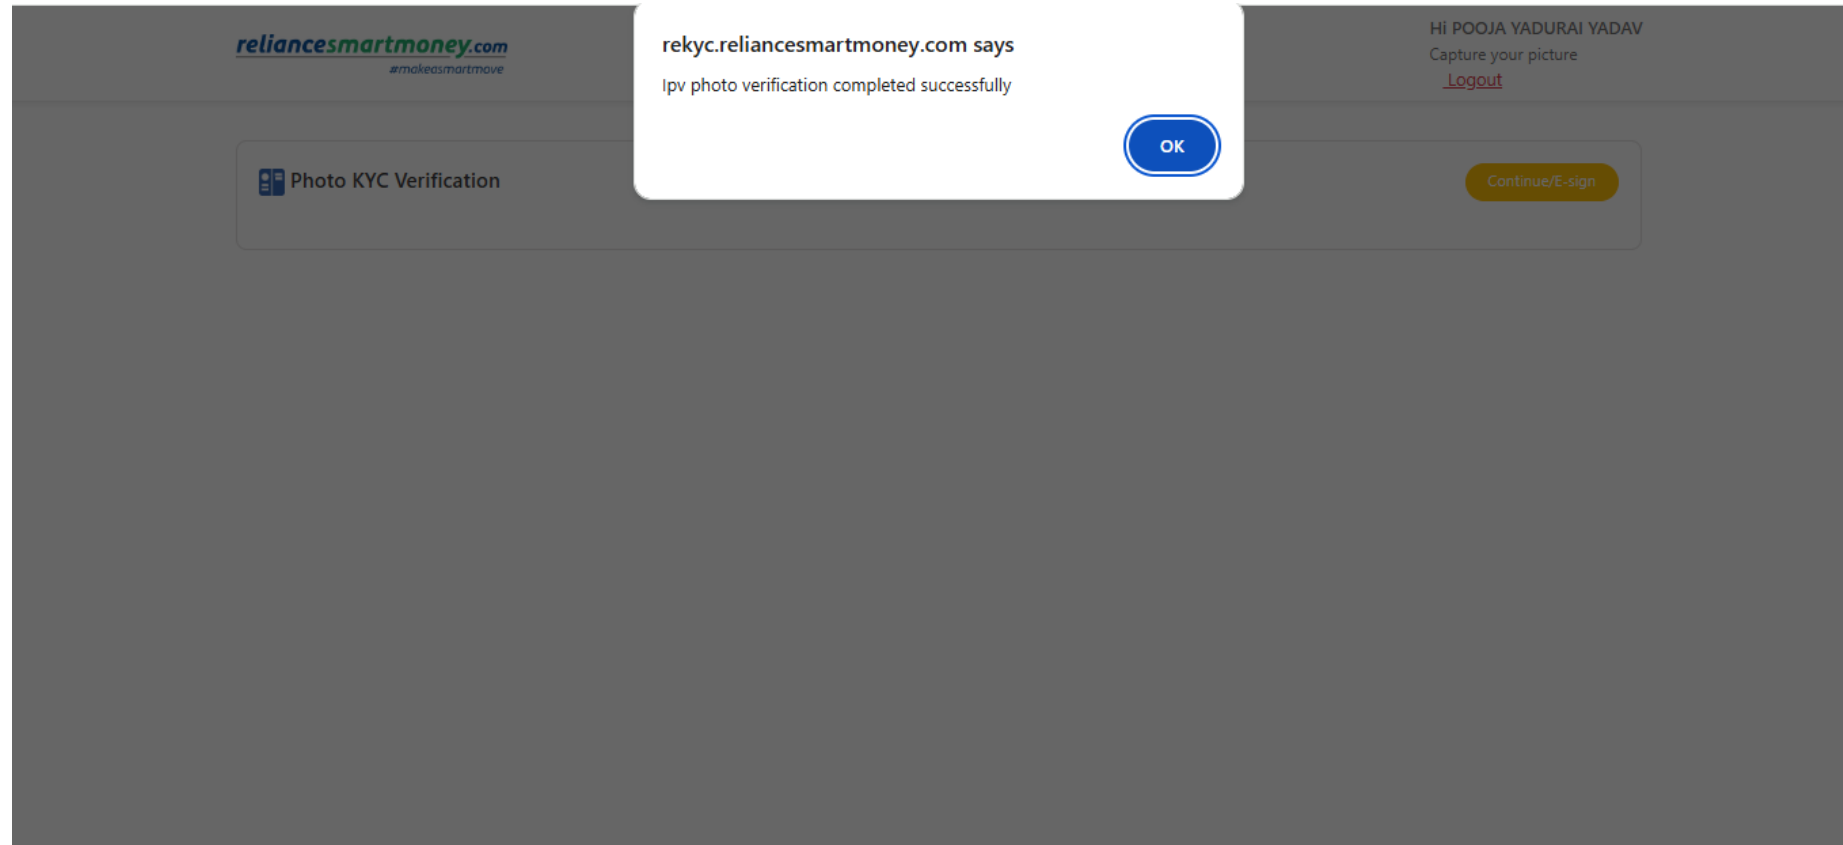 reliancesmartmoney.com
#makeasmartmove
rekyc.reliancesmartmoney.com says
Ipv photo verification completed successfully
OK
Hi POOJA YADURAI YADAV
Capture your picture
Logout
Photo KYC Verification
Continue/E-sign